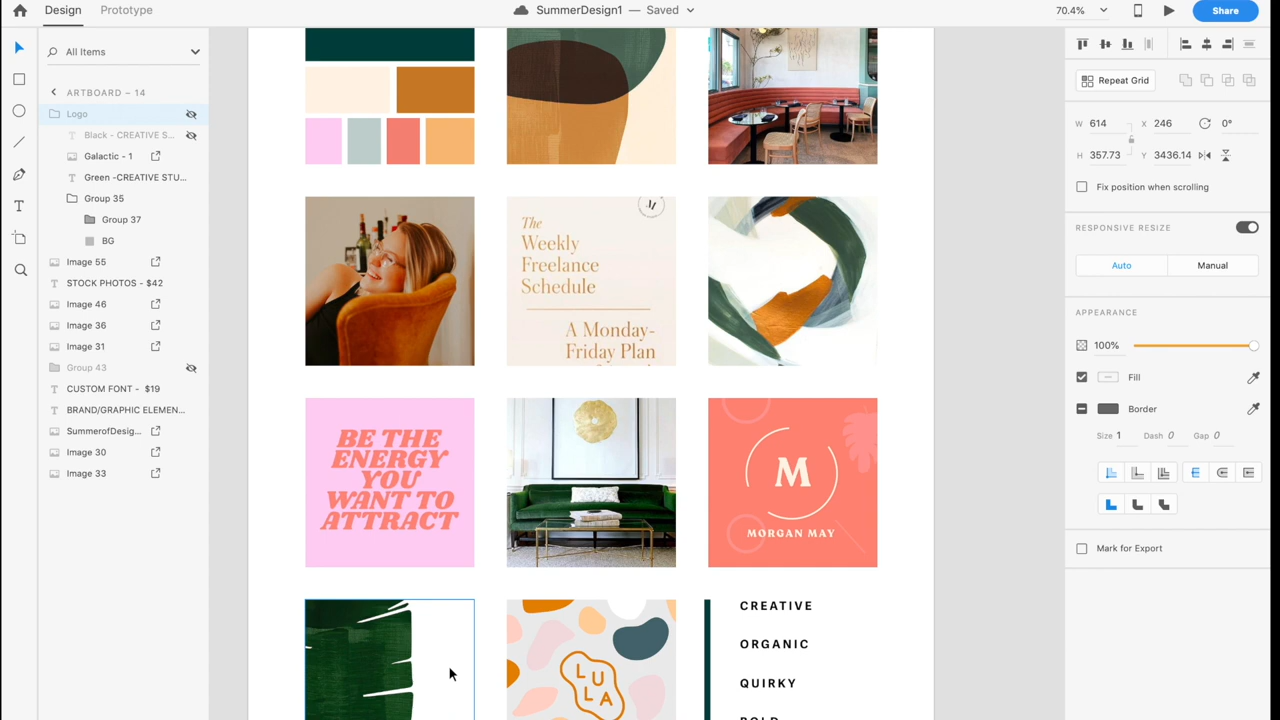 Design
Prototype
SummerDesign1 — Saved
70.4%
Share
All Items
ARTBOARD – 14
Logo
Black - CREATIVE S...
Galactic - 1
Green -CREATIVE STU...
Group 35
Group 37
BG
Image 55
STOCK PHOTOS - $42
Image 46
Image 36
Image 31
Group 43
CUSTOM FONT - $19
BRAND/GRAPHIC ELEMEN...
SummerofDesig...
Image 30
Image 33
The
Weekly
Freelance
Schedule
A Monday-
Friday Plan
M
BE THE
ENERGY
YOU
WANT TO
ATTRACT
M
MORGAN MAY
LU
LA
CREATIVE
ORGANIC
QUIRKY
BOLD
Repeat Grid
W 614 X 246 0°
H 357.73 Y 3436.14
Fix position when scrolling
RESPONSIVE RESIZE
Auto
Manual
APPEARANCE
100%
Fill
Border
Size 1 Dash 0 Gap 0
Mark for Export